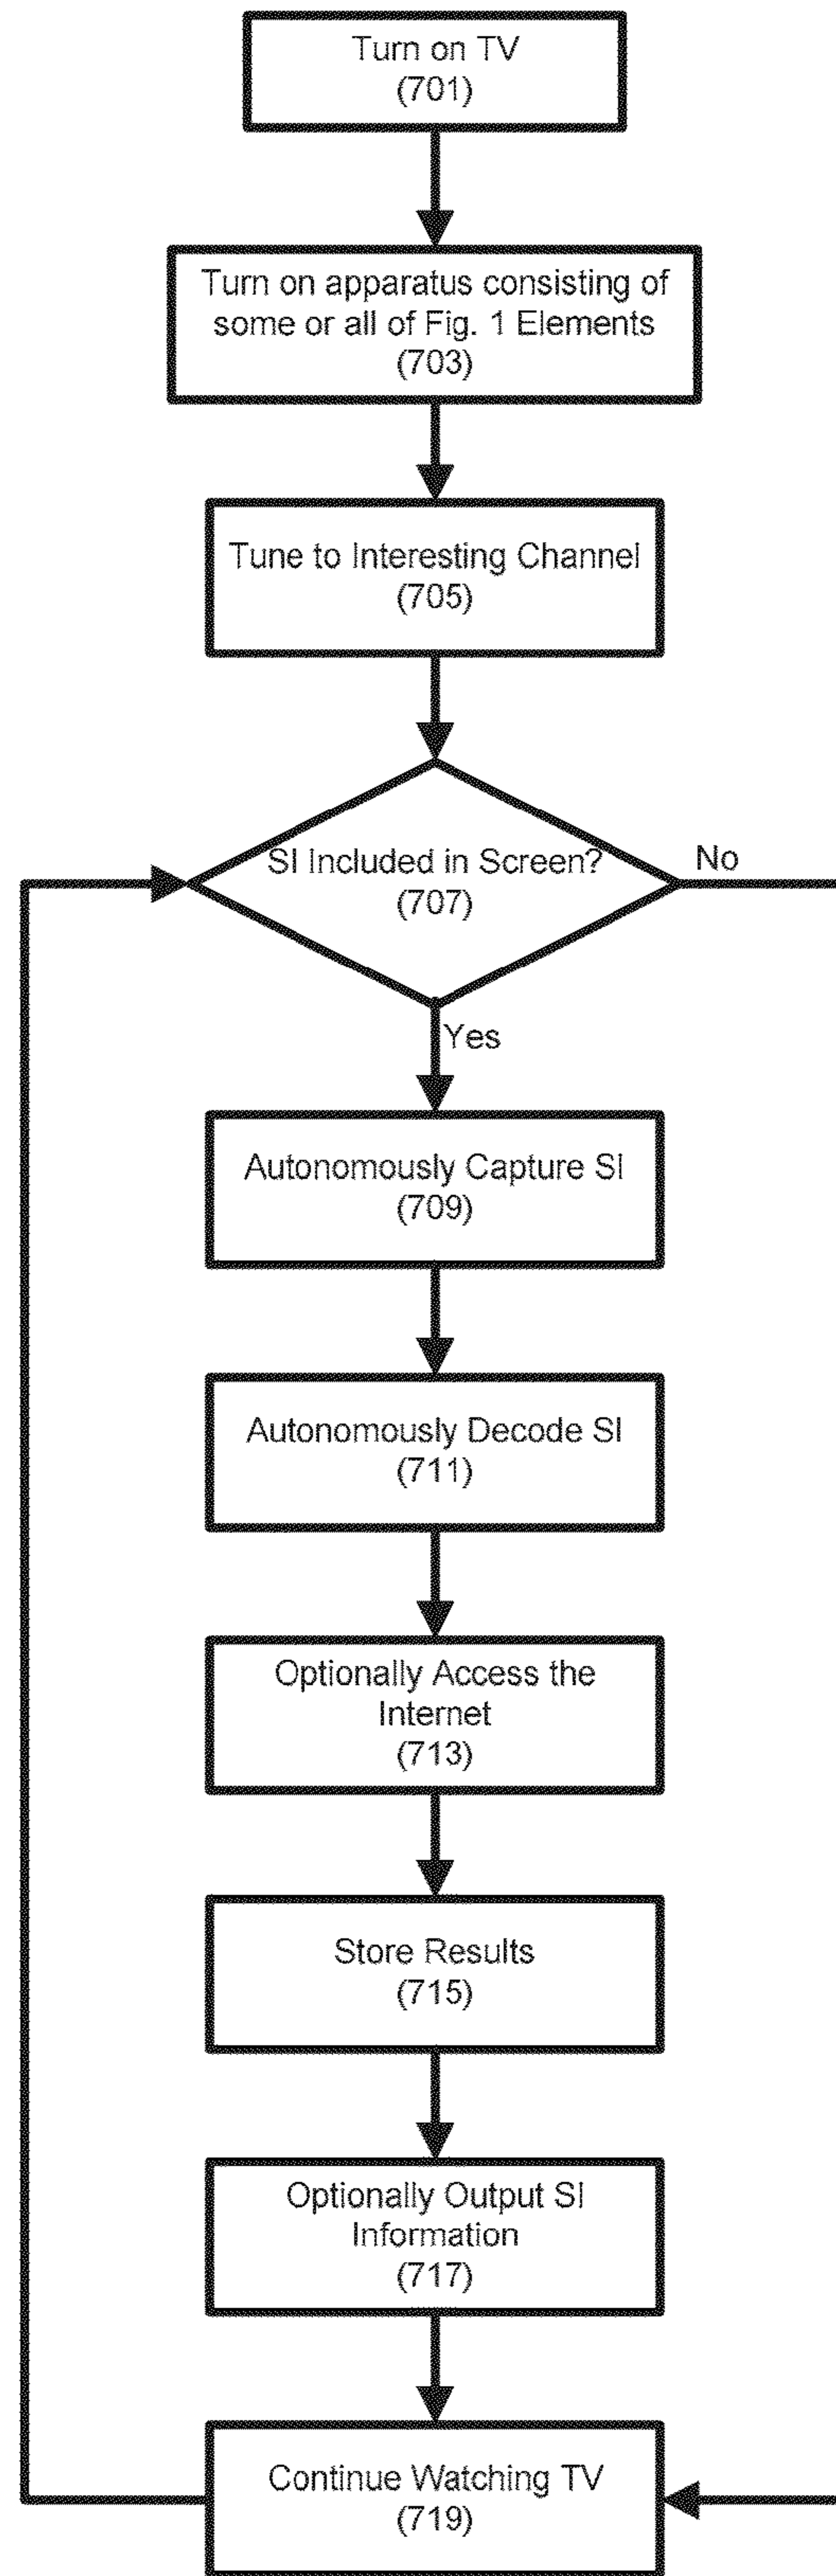 Turn on TV
(701)
Turn on apparatus consisting of
some or all of Fig. 1 Elements
(703)
Tune to Interesting Channel
(705)
SI Included in Screen?
(707)
No
Yes
Autonomously Capture SI
(709)
Autonomously Decode SI
(711)
Optionally Access the
Internet
(713)
Store Results
(715)
Optionally Output SI
Information
(717)
Continue Watching TV
(719)